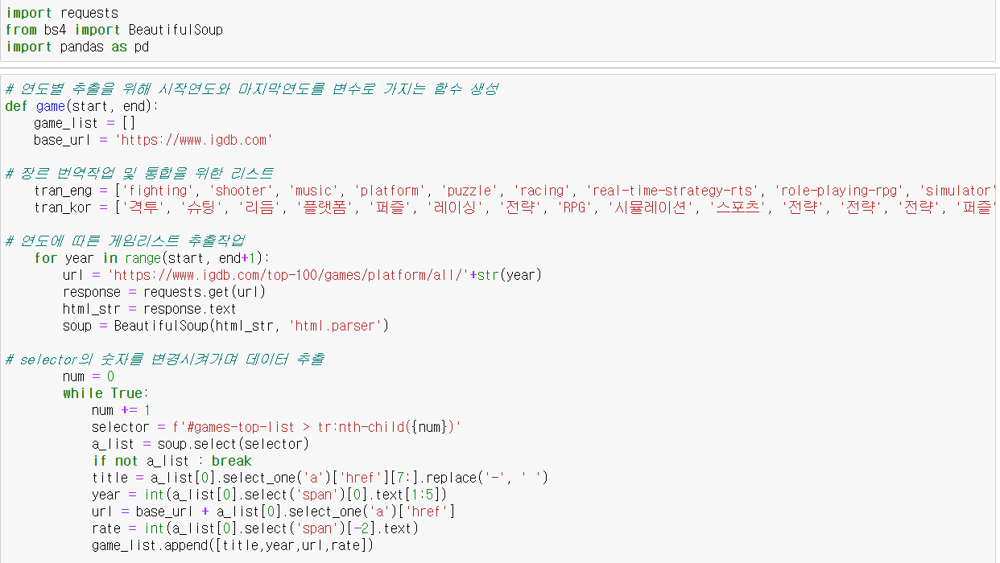 import requests
from bs4 import BeautifulSoup
import pandas as pd
# 연도별 추출을 위해 시작연도와 마지막연도를 변수로 가지는 함수 생성
def game(start, end):
    game_list = []
    base_url = 'https://www.igdb.com'
# 장르 번역작업 및 통합을 위한 리스트
    tran_eng = ['fighting', 'shooter', 'music', 'platform', 'puzzle', 'racing', 'real-time-strategy-rts', 'role-playing-rpg', 'simulator'
    tran_kor = ['격투', '슈팅', '리듬', '플랫폼', '퍼즐', '레이싱', '전략', 'RPG', '시뮬레이션', '스포츠', '전략', '전략', '전략', '퍼즐'
# 연도에 따른 게임리스트 추출작업
    for year in range(start, end+1):
        url = 'https://www.igdb.com/top-100/games/platform/all/'+str(year)
        response = requests.get(url)
        html_str = response.text
        soup = BeautifulSoup(html_str, 'html.parser')
# selector의 숫자를 변경시켜가며 데이터 추출
        num = 0
        while True:
            num += 1
            selector = f'#games-top-list > tr:nth-child({num})'
            a_list = soup.select(selector)
            if not a_list : break
            title = a_list[0].select_one('a')['href'][7:].replace('-', ' ')
            year = int(a_list[0].select('span')[0].text[1:5])
            url = base_url + a_list[0].select_one('a')['href']
            rate = int(a_list[0].select('span')[-2].text)
            game_list.append([title,year,url,rate])